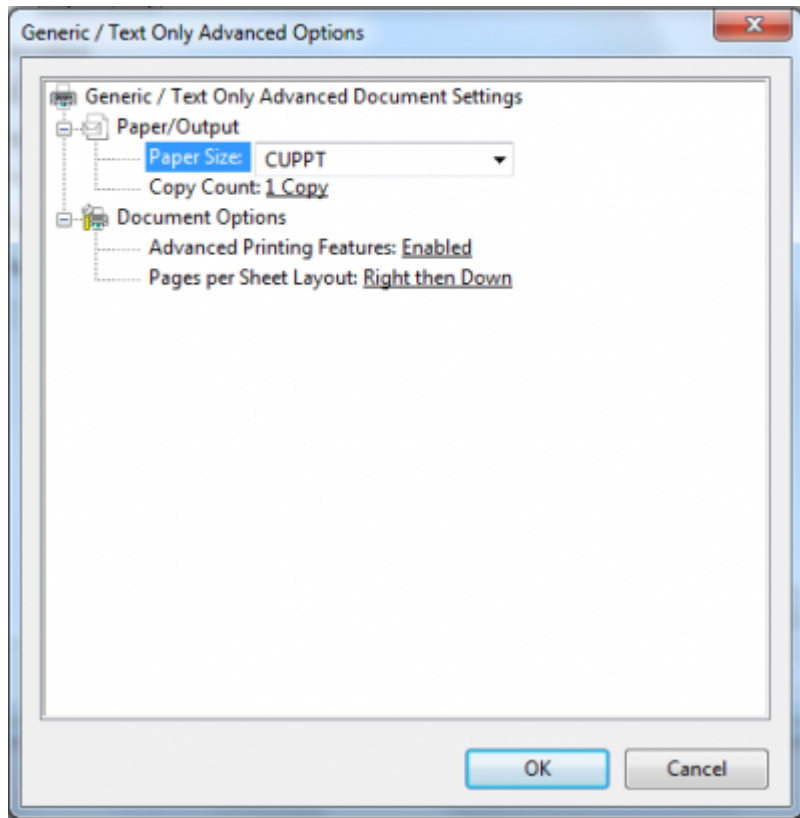 Generic / Text Only Advanced Options
Generic / Text Only Advanced Document Settings
Paper/Output
Paper Size: CUPPT
Copy Count: 1 Copy
Document Options
Advanced Printing Features: Enabled
Pages per Sheet Layout: Right then Down
OK Cancel